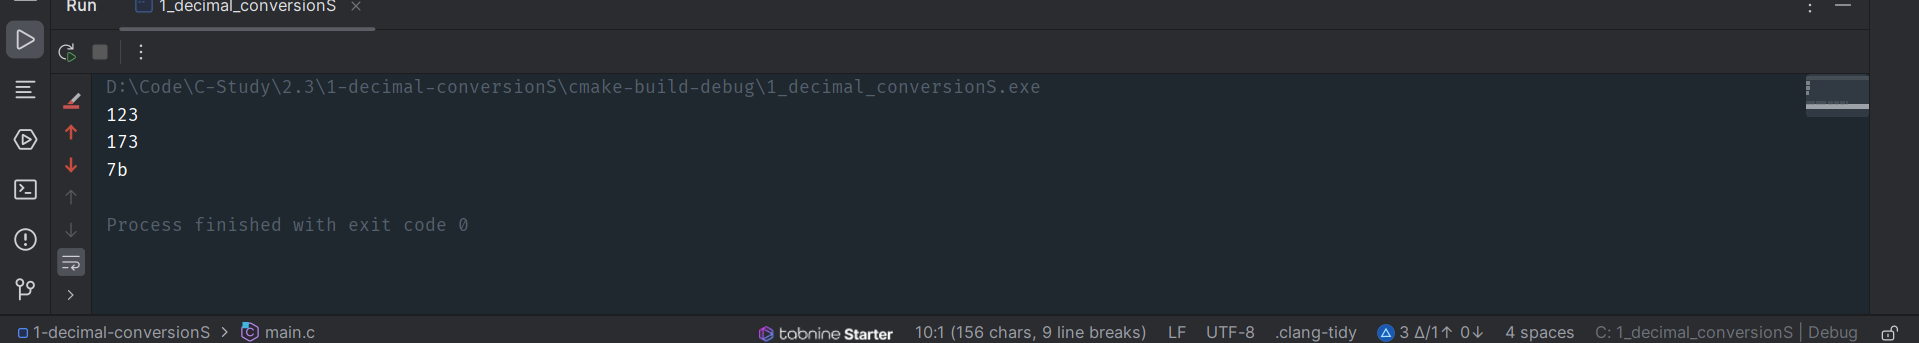 Run 1_decimal_conversionS
D:\Code\C-Study\2.3\1-decimal-conversionS\cmake-build-debug\1_decimal_conversionS.exe
123
173
7b
Process finished with exit code 0
1-decimal-conversionS > main.c tabnine Starter 10:1 (156 chars, 9 line breaks) LF UTF-8 .clang-tidy 3 Δ/1↑ 0↓ 4 spaces C: 1_decimal_conversionS | Debug